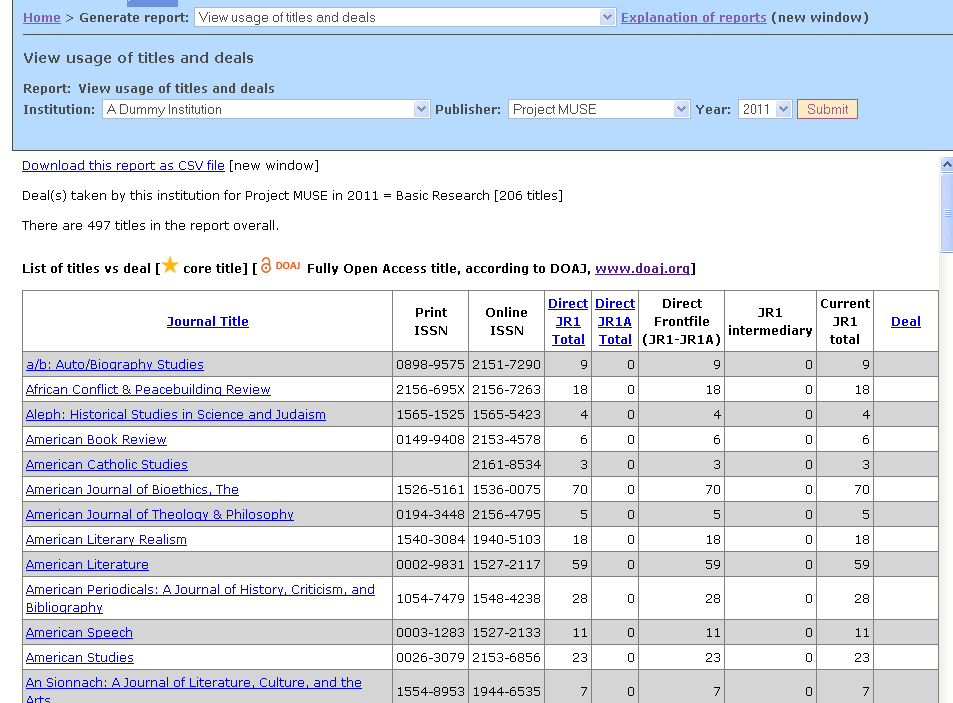 Home > Generate report: View usage of titles and deals Explanation of reports (new window)
View usage of titles and deals
Report: View usage of titles and deals
Institution: A Dummy Institution Publisher: Project MUSE Year: 2011 Submit
Download this report as CSV file [new window]
Deal(s) taken by this institution for Project MUSE in 2011 = Basic Research [206 titles]
There are 497 titles in the report overall.
List of titles vs deal [ core title] [ DOAJ Fully Open Access title, according to DOAJ, www.doaj.org]
Journal Title Print ISSN Online ISSN Direct JR1 Total Direct JR1A Total Direct Frontfile (JR1-JR1A) JR1 intermediary Current JR1 total Deal
a/b: Auto/Biography Studies 0898-9575 2151-7290 9 0 9 0 9
African Conflict & Peacebuilding Review 2156-695X 2156-7263 18 0 18 0 18
Aleph: Historical Studies in Science and Judaism 1565-1525 1565-5423 4 0 4 0 4
American Book Review 0149-9408 2153-4578 6 0 6 0 6
American Catholic Studies 2161-8534 3 0 3 0 3
American Journal of Bioethics, The 1526-5161 1536-0075 70 0 70 0 70
American Journal of Theology & Philosophy 0194-3448 2156-4795 5 0 5 0 5
American Literary Realism 1540-3084 1940-5103 18 0 18 0 18
American Literature 0002-9831 1527-2117 59 0 59 0 59
American Periodicals: A Journal of History, Criticism, and
Bibliography 1054-7479 1548-4238 28 0 28 0 28
American Speech 0003-1283 1527-2133 11 0 11 0 11
American Studies 0026-3079 2153-6856 23 0 23 0 23
An Sionnach: A Journal of Literature, Culture, and the
Arts 1554-8953 1944-6535 7 0 7 0 7